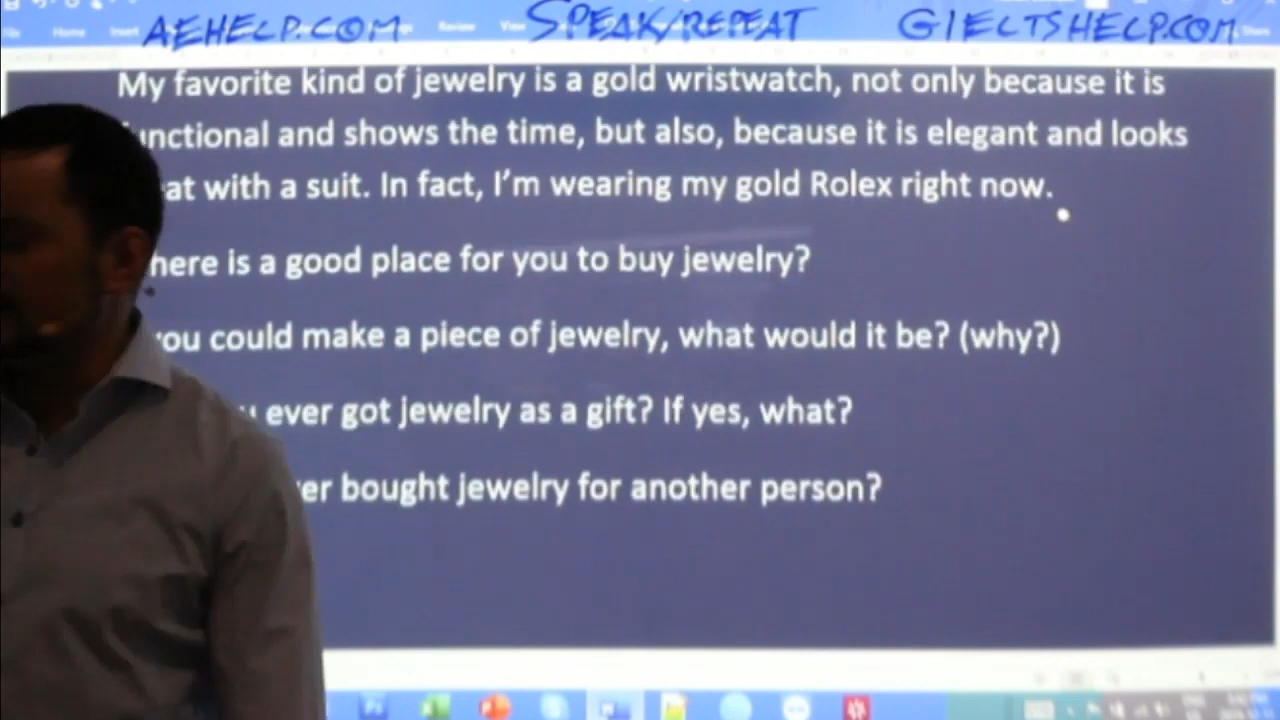 AEHELP.COM SPEAK/REPEAT GIELTSHELP.COM
Home Insert Review View
My favorite kind of jewelry is a gold wristwatch, not only because it is
unctional and shows the time, but also, because it is elegant and looks
at with a suit. In fact, I'm wearing my gold Rolex right now.
here is a good place for you to buy jewelry?
you could make a piece of jewelry, what would it be? (why?)
u ever got jewelry as a gift? If yes, what?
er bought jewelry for another person?